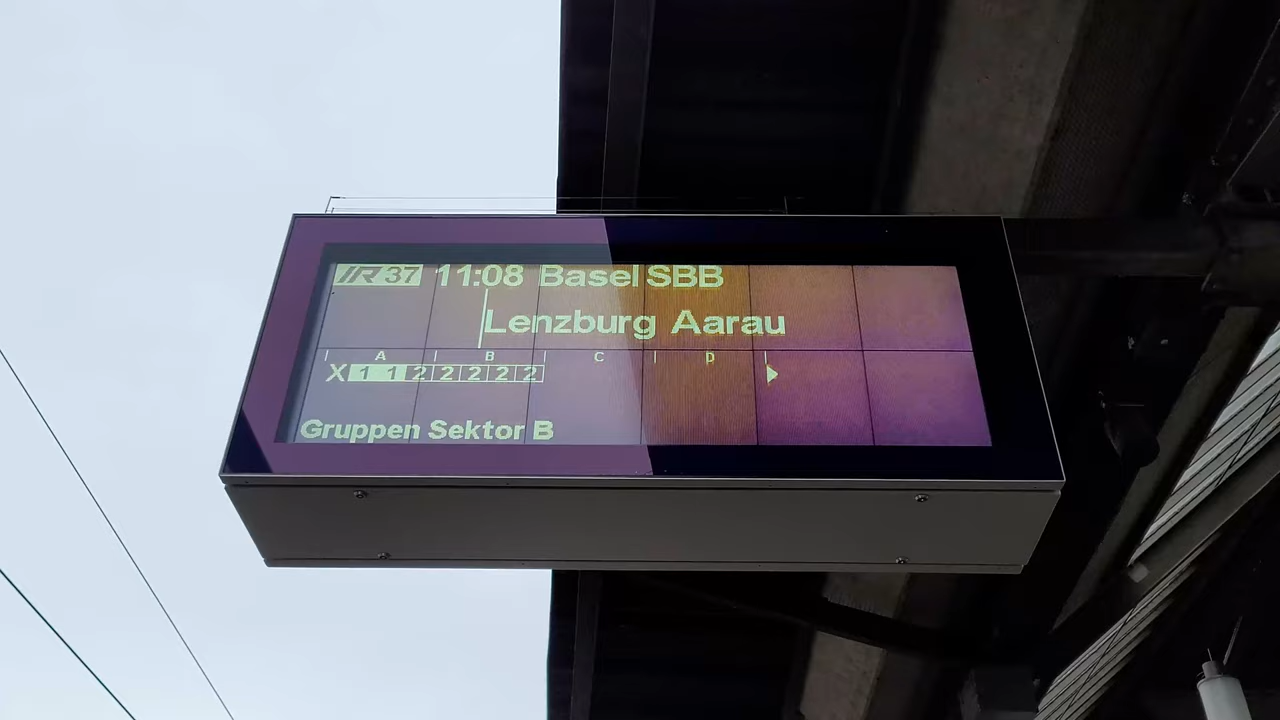 IR 37 11:08 Basel SBB
Lenzburg Aarau
A B C D
X 1 1 2 2 2 2 2
Gruppen Sektor B